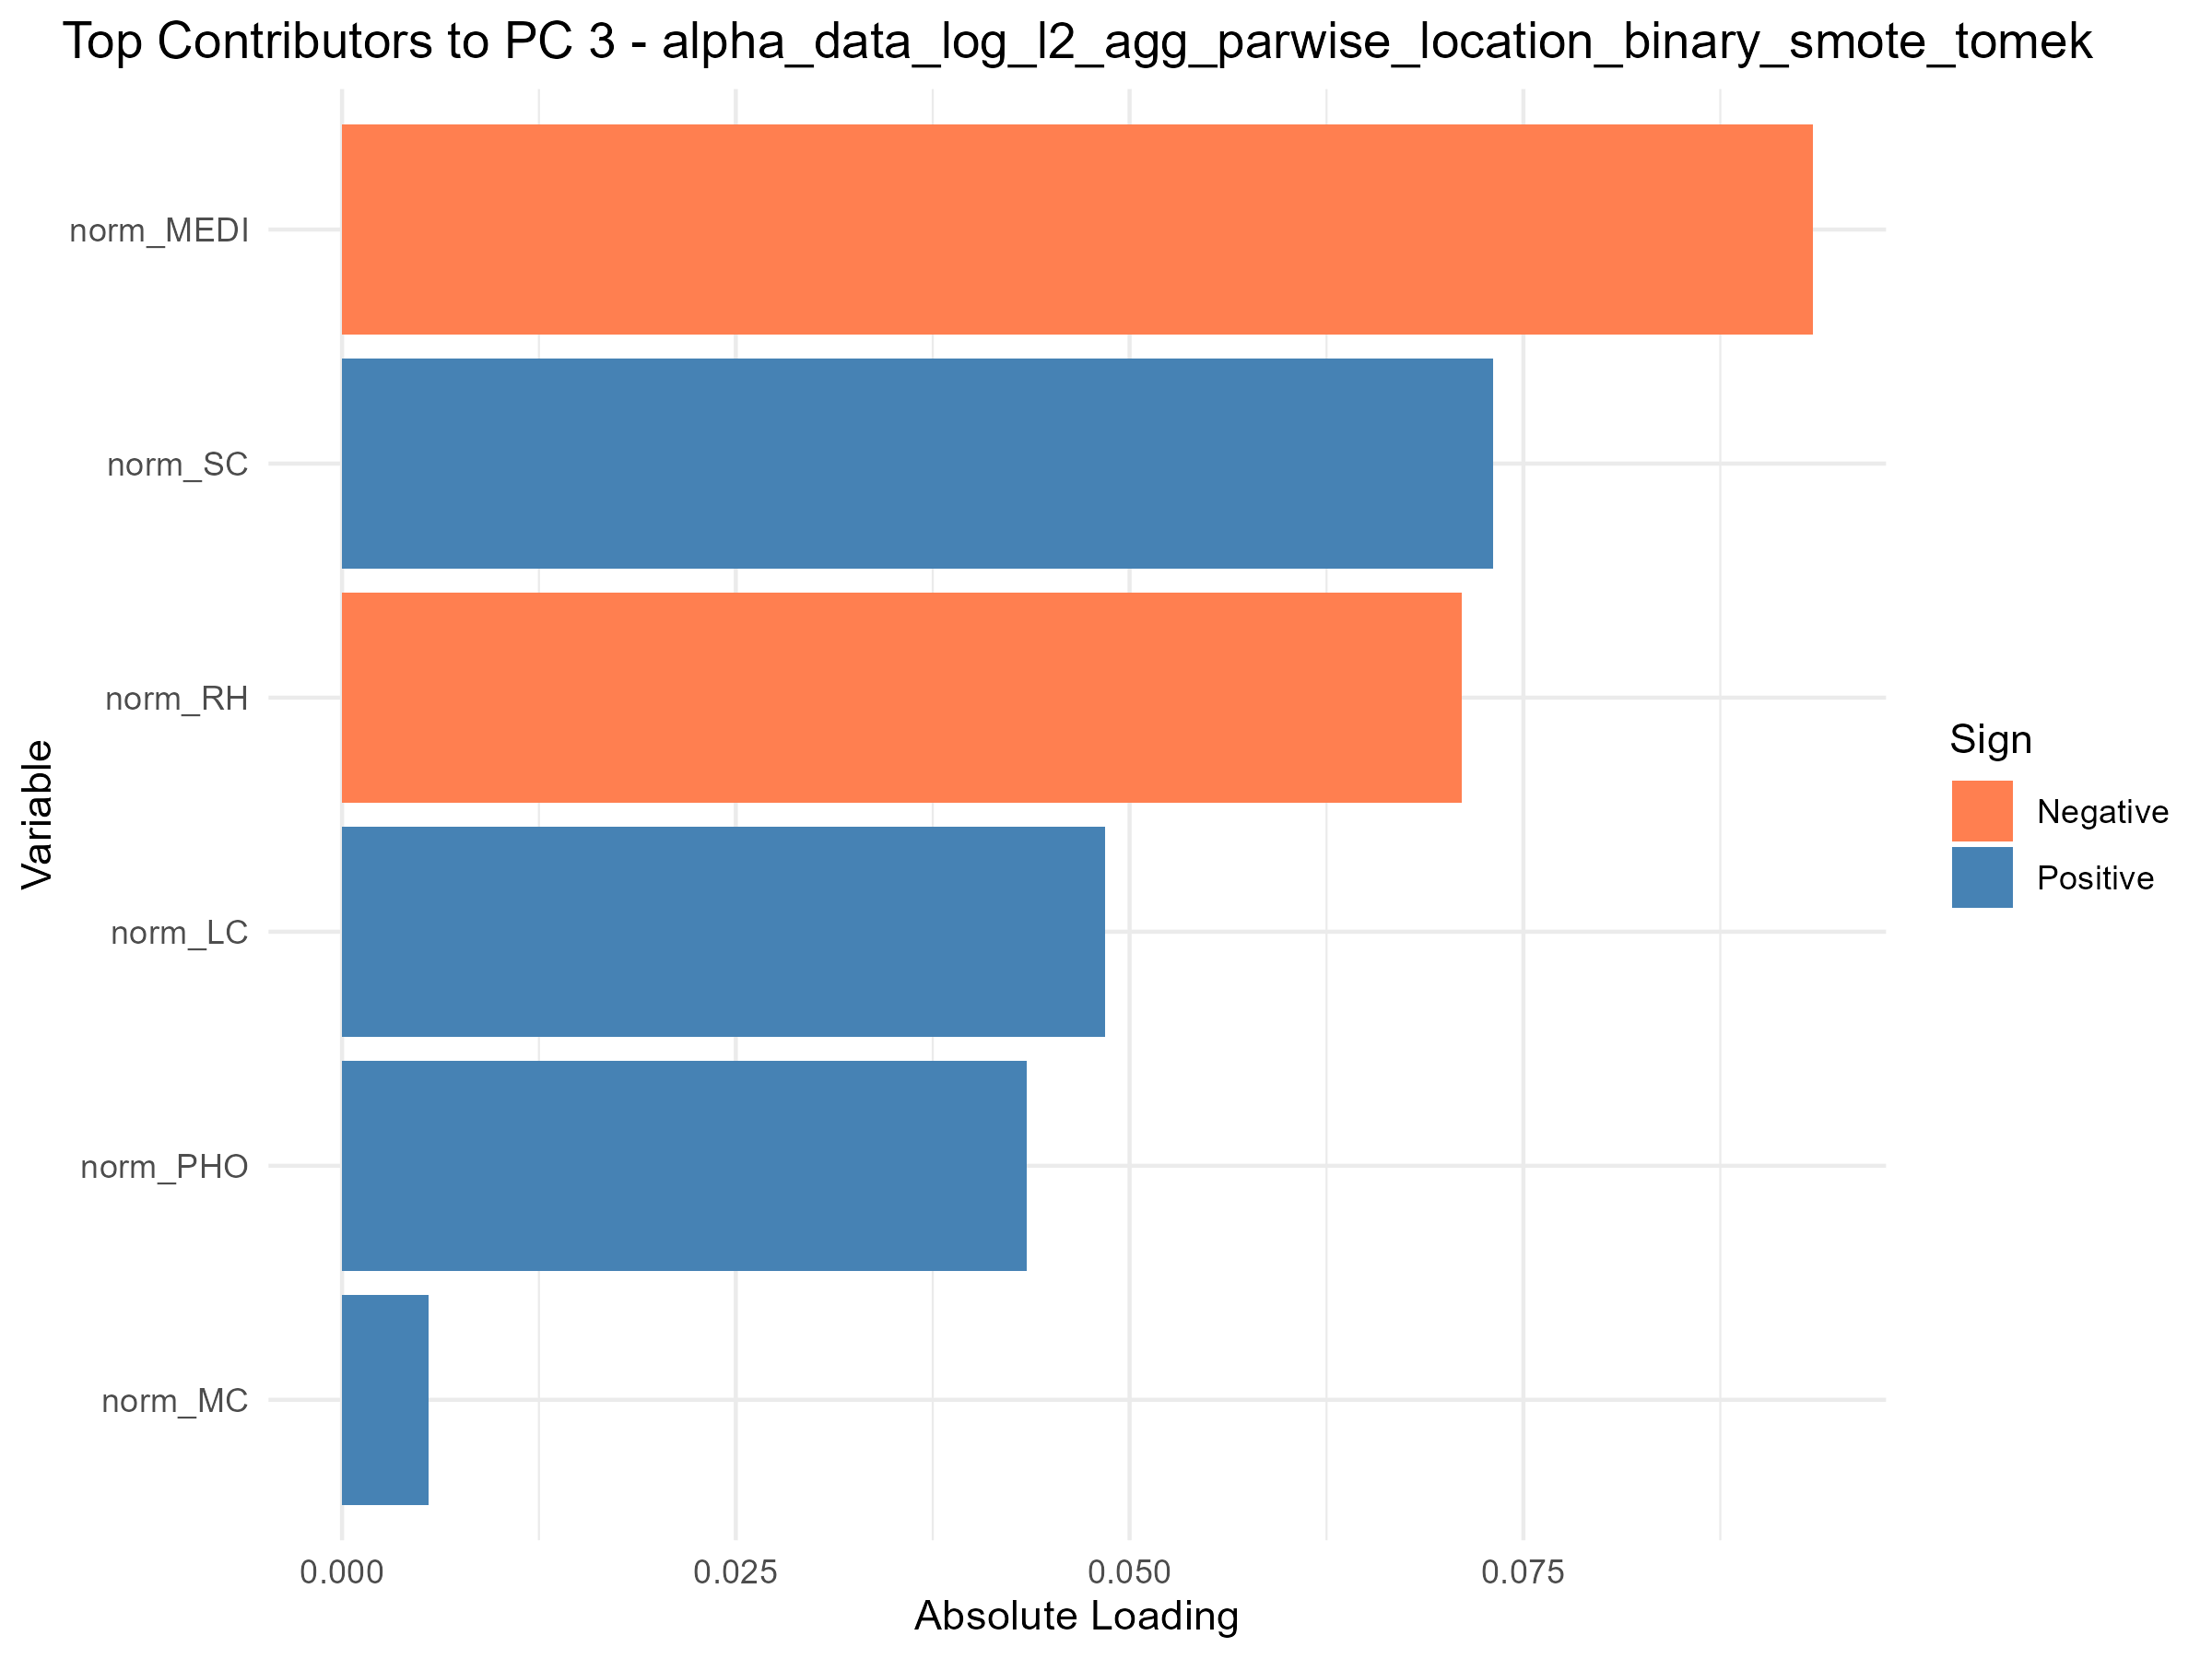 Top Contributors to PC 3 - alpha_data_log_l2_agg_parwise_location_binary_smote_tomek
Variable
norm_MEDI
norm_SC
norm_RH
norm_LC
norm_PHO
norm_MC
0.000 0.025 0.050 0.075
Absolute Loading
Sign
Negative
Positive